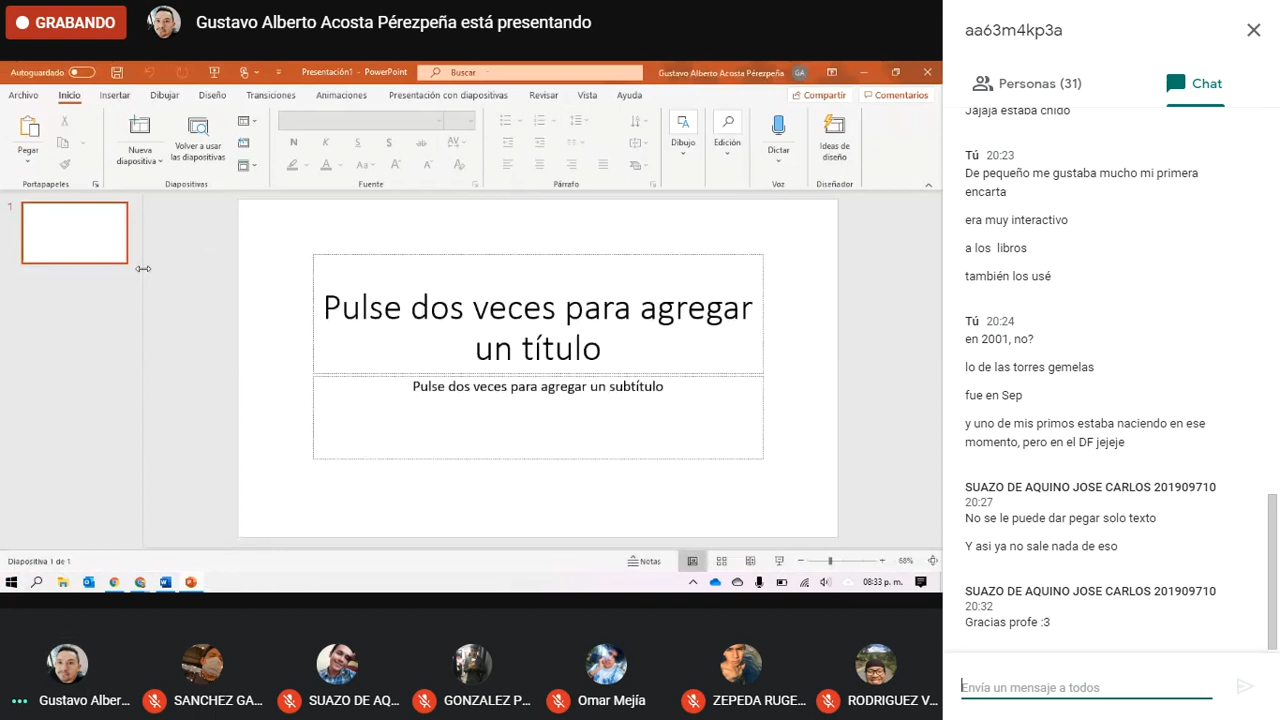 GRABANDO
Gustavo Alberto Acosta Pérezpeña está presentando
Autoguardado
Presentación1 - PowerPoint
Buscar
Gustavo Alberto Acosta Pérezpeña
GA
Archivo
Inicio
Insertar
Dibujar
Diseño
Transiciones
Animaciones
Presentación con diapositivas
Revisar
Vista
Ayuda
Compartir
Comentarios
Pegar
Nueva
diapositiva
Volver a usar
las diapositivas
N
K
S
S
ab
AV
A
A
Aa
A
A
A
Dibujo
Edición
Dictar
Ideas de
diseño
Portapapeles
Diapositivas
Fuente
Párrafo
Voz
Diseñador
1
Pulse dos veces para agregar
un título
Pulse dos veces para agregar un subtítulo
Diapositiva 1 de 1
Notas
68%
08:33 p. m.
Gustavo Alber...
SANCHEZ GA...
SUAZO DE AQ...
GONZALEZ P...
Omar Mejía
ZEPEDA RUGE...
RODRIGUEZ V...
aa63m4kp3a
Personas (31)
Chat
Jajaja estaba chido
Tú 20:23
De pequeño me gustaba mucho mi primera
encarta
era muy interactivo
a los libros
también los usé
Tú 20:24
en 2001, no?
lo de las torres gemelas
fue en Sep
y uno de mis primos estaba naciendo en ese
momento, pero en el DF jejeje
SUAZO DE AQUINO JOSE CARLOS 201909710
20:27
No se le puede dar pegar solo texto
Y asi ya no sale nada de eso
SUAZO DE AQUINO JOSE CARLOS 201909710
20:32
Gracias profe :3
Envía un mensaje a todos